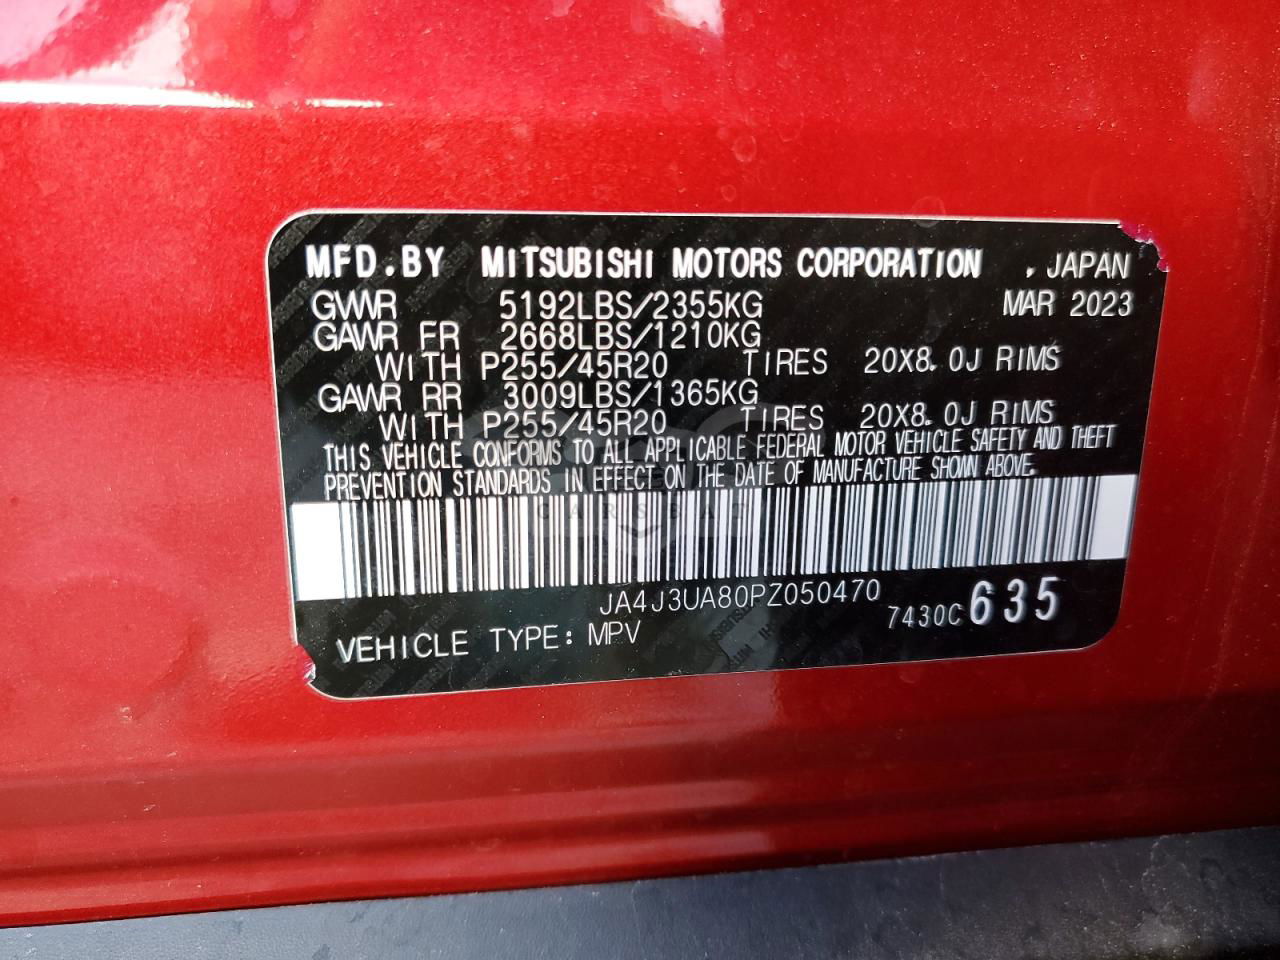 MFD.BY MITSUBISHI MOTORS CORPORATION , JAPAN
GVWR 5192LBS/2355KG MAR 2023
GAWR FR 2668LBS/1210KG
WITH P255/45R20 TIRES 20X8.0J RIMS
GAWR RR 3009LBS/1365KG
WITH P255/45R20 TIRES 20X8.0J RIMS
THIS VEHICLE CONFORMS TO ALL APPLICABLE FEDERAL MOTOR VEHICLE SAFETY AND THEFT
PREVENTION STANDARDS IN EFFECT ON THE DATE OF MANUFACTURE SHOWN ABOVE.
CARSBAT
JA4J3UA80PZ050470
7430C635
VEHICLE TYPE: MPV